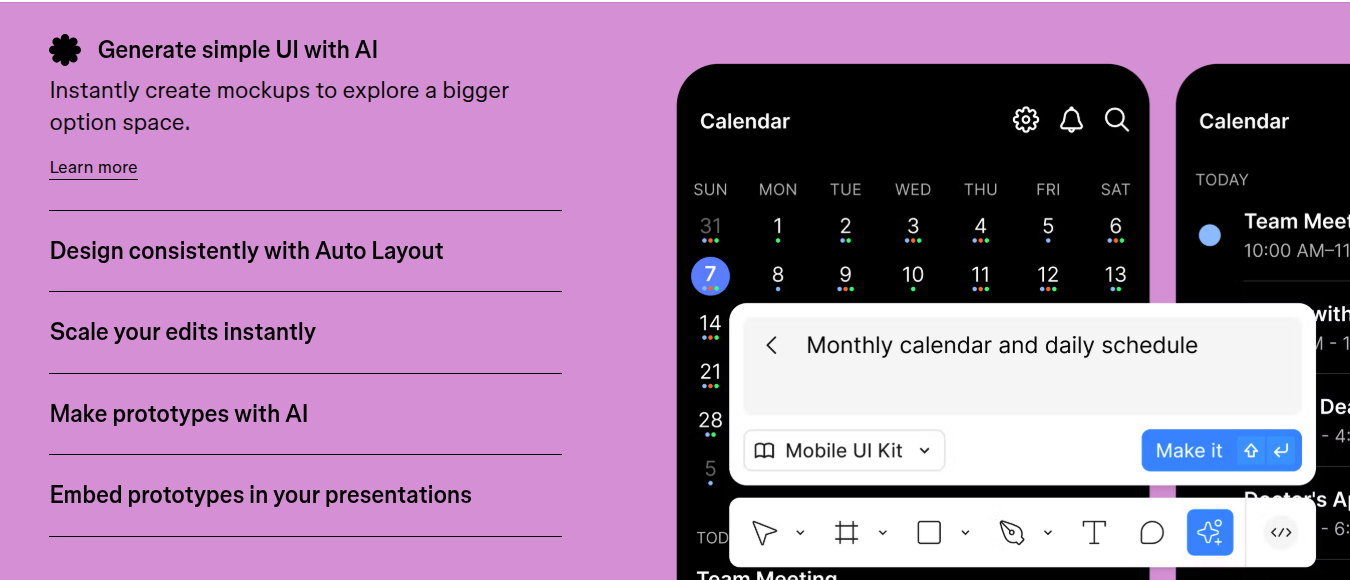 Generate simple UI with AI
Instantly create mockups to explore a bigger
option space.
Learn more
Design consistently with Auto Layout
Scale your edits instantly
Make prototypes with AI
Embed prototypes in your presentations
Calendar
SUN MON TUE WED THU FRI SAT
31 1 2 3 4 5 6
7 8 9 10 11 12 13
14
21
28
5
Monthly calendar and daily schedule
Mobile UI Kit
Make it
Team Meeting
Calendar
TODAY
Team
10:00 AM–11
with
- 1
- 4:
Doctor's
- 6: